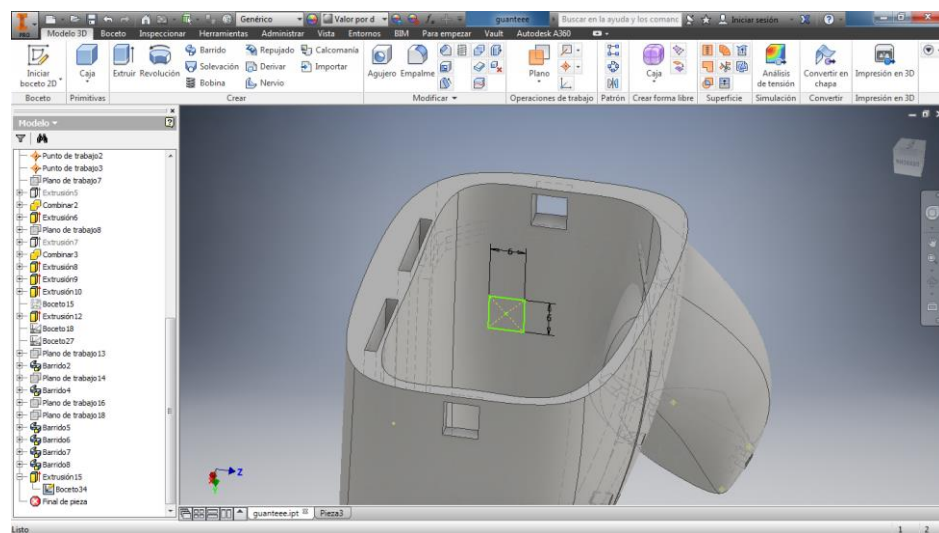 Genérico
Valor por d
guanteee
Buscar en la ayuda y los comanc
Iniciar sesión
PRO
Modelo 3D Boceto Inspeccionar Herramientas Administrar Vista Entornos BIM Para empezar Vault Autodesk A360
Iniciar boceto 2D
Caja
Extruir
Revolución
Barrido
Solevación
Bobina
Repujado
Derivar
Nervio
Calcomanía
Importar
Agujero
Empalme
Plano
Caja
Análisis de tensión
Convertir en chapa
Impresión en 3D
Boceto Primitivas Crear Modificar Operaciones de trabajo Patrón Crear forma libre Superficie Simulación Convertir Impresión en 3D
Modelo
Punto de trabajo2
Punto de trabajo3
Plano de trabajo7
Extrusión5
Combinar2
Extrusión6
Plano de trabajo8
Extrusión7
Combinar3
Extrusión8
Extrusión9
Extrusión10
Boceto15
Extrusión12
Boceto18
Boceto27
Plano de trabajo13
Barrido2
Plano de trabajo14
Barrido4
Plano de trabajo16
Plano de trabajo18
Barrido5
Barrido6
Barrido7
Barrido8
Extrusión15
Boceto34
Final de pieza
6
6
Z
Y
guanteee.ipt
Pieza3
Listo
1 2